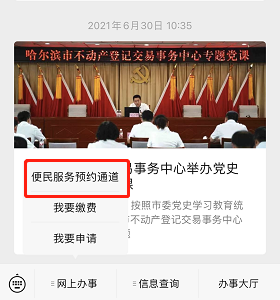 2021年6月30日 10:35
哈尔滨市不动产登记交易事务中心专题党课
易事务中心举办党史
课
便民服务预约通道
我要缴费
我要申请
按照市委党史学习教育统
市不动产登记交易事务中心
题
网上办事
信息查询
办事大厅